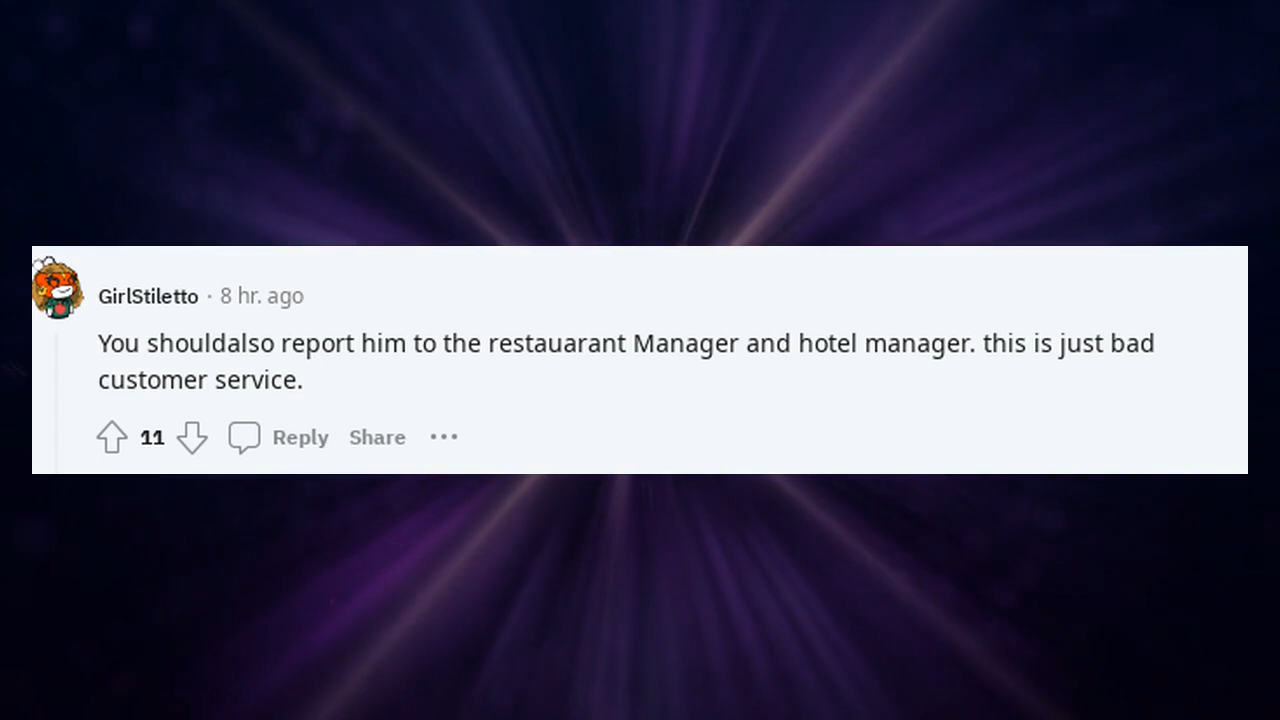 GirlStiletto · 8 hr. ago
You shouldalso report him to the restauarant Manager and hotel manager. this is just bad
customer service.
11 Reply Share •••